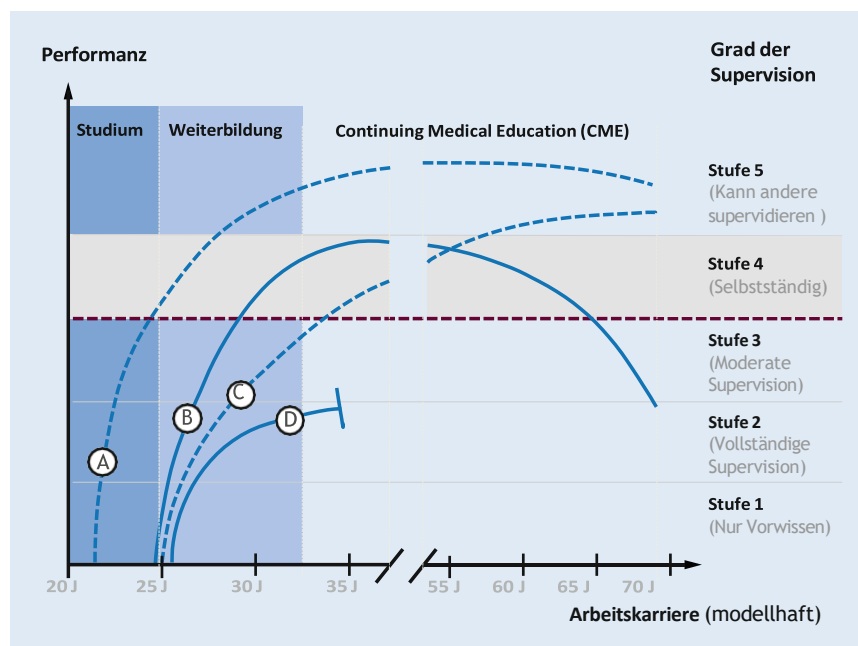 Performanz
Grad der
Supervision
Studium
Weiterbildung
Continuing Medical Education (CME)
Stufe 5
(Kann andere
supervidieren )
Stufe 4
(Selbstständig)
Stufe 3
(Moderate
Supervision)
Stufe 2
(Vollständige
Supervision)
Stufe 1
(Nur Vorwissen)
A
B
C
D
20 J
25 J
30 J
35 J
55 J
60 J
65 J
70 J
Arbeitskarriere (modellhaft)